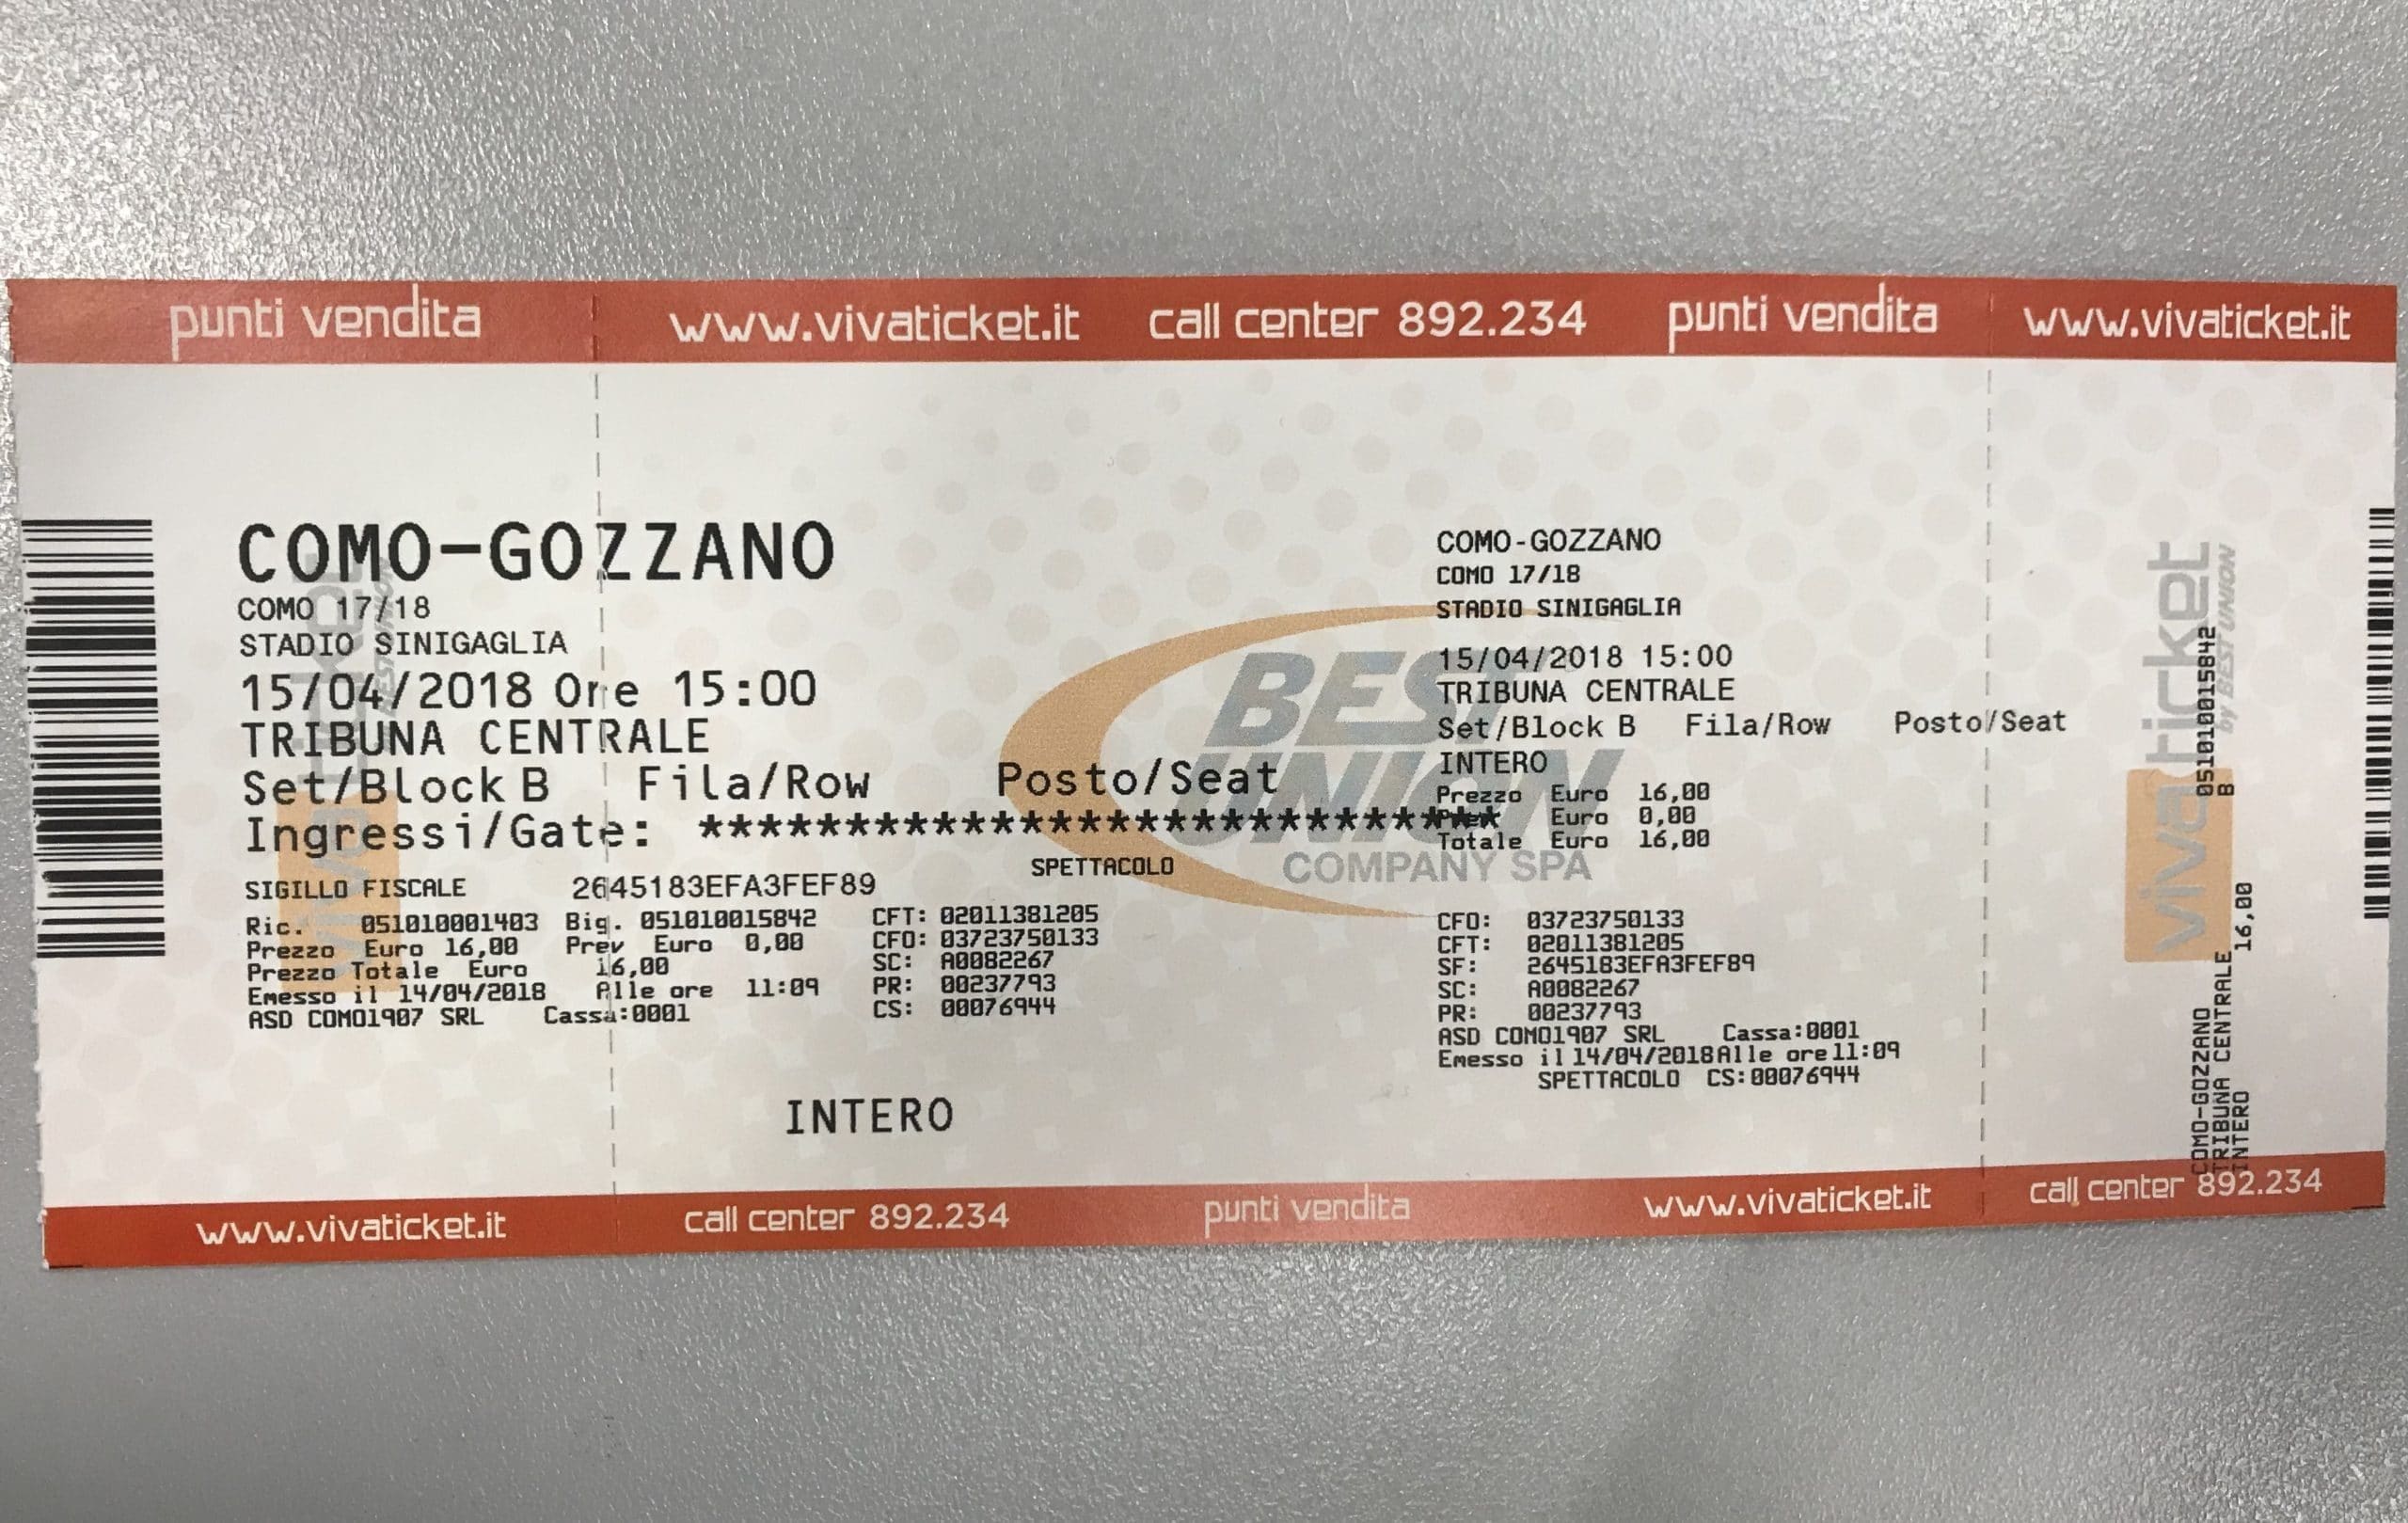 punti vendita www.vivaticket.it call center 892.234 punti vendita www.vivaticket.it
COMO-GOZZANO
COMO 17/18
STADIO SINIGAGLIA
15/04/2018 Ore 15:00
TRIBUNA CENTRALE
Set/Block B Fila/Row Posto/Seat
Ingressi/Gate: ****************************
SPETTACOLO
SIGILLO FISCALE 2645183EFA3FEF89
Ric. 051010001403 Big. 051010015842
Prezzo Euro 16,00 Prev Euro 0,00
Prezzo Totale Euro 16,00
Emesso il 14/04/2018 Alle ore 11:09
ASD COMO1907 SRL Cassa:0001
CFT: 02011381205
CFO: 03723750133
SC: A0082267
PR: 00237793
CS: 00076944
INTERO
BEST
UNION
COMPANY SPA
COMO-GOZZANO
COMO 17/18
STADIO SINIGAGLIA
15/04/2018 15:00
TRIBUNA CENTRALE
Set/Block B Fila/Row Posto/Seat
INTERO
Prezzo Euro 16,00
Prev Euro 0,00
Totale Euro 16,00
CFO: 03723750133
CFT: 02011381205
SF: 2645183EFA3FEF89
SC: A0082267
PR: 00237793
ASD COMO1907 SRL Cassa:0001
Emesso il 14/04/2018 Alle ore 11:09
SPETTACOLO CS:00076944
vivaticket
by BEST UNION
vivaticket
by BEST UNION
COMO-GOZZANO 051010015842
TRIBUNA CENTRALE B
INTERO 16,00
www.vivaticket.it call center 892.234 punti vendita www.vivaticket.it call center 892.234